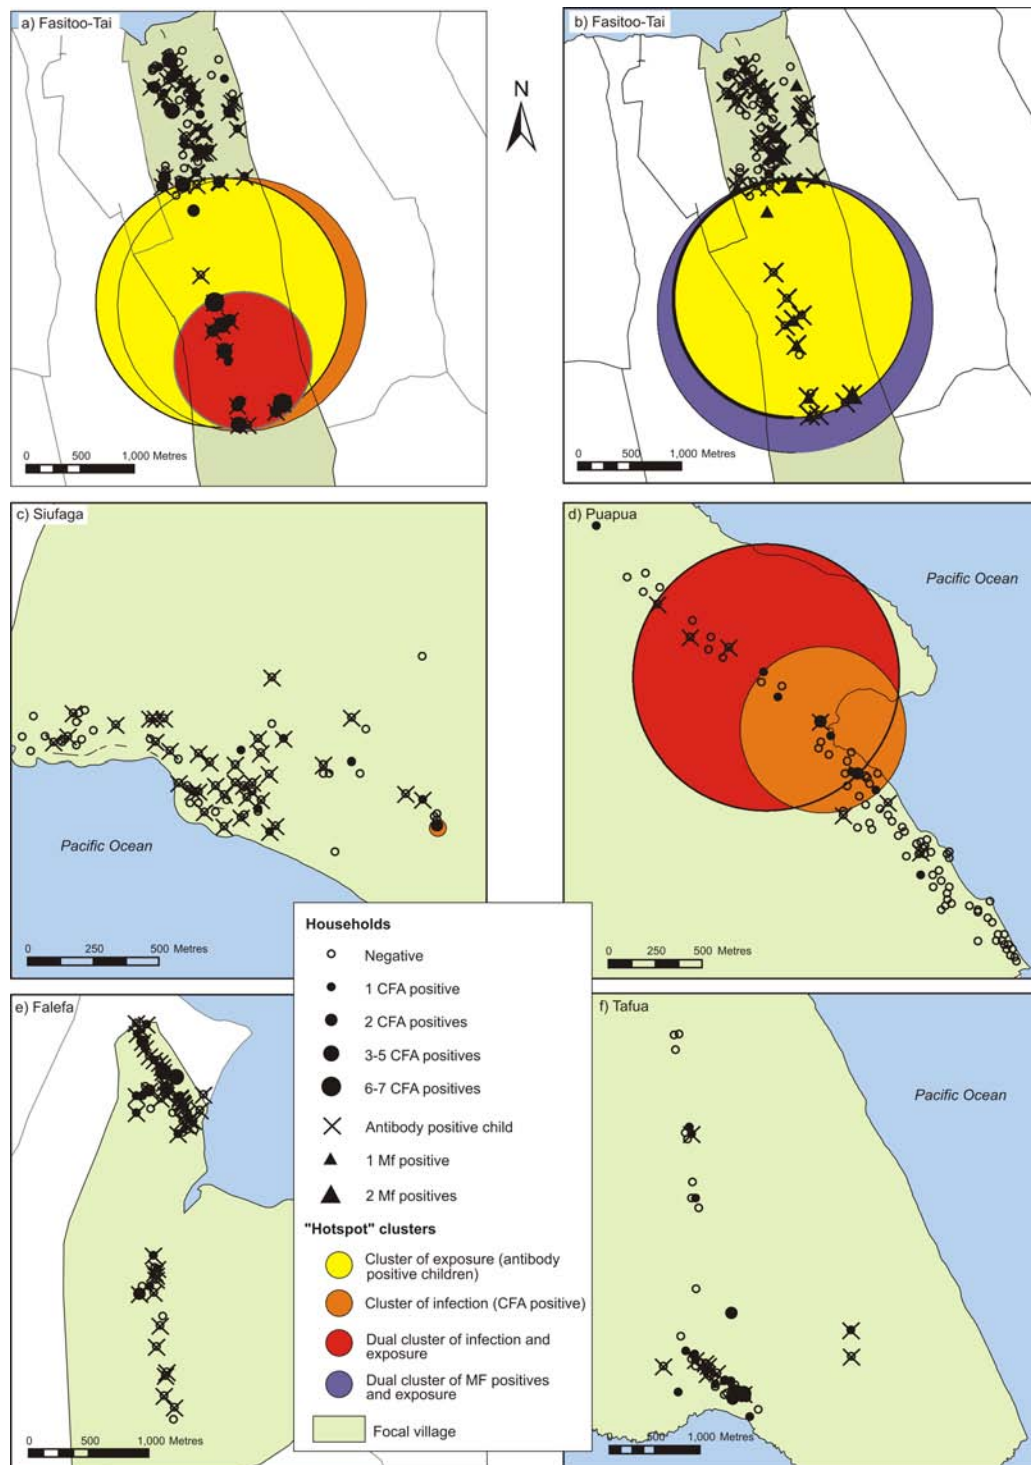 a) Fasitoo-Tai
b) Fasitoo-Tai
N
0 500 1,000 Metres
0 500 1,000 Metres
c) Siufaga
d) Puapua
Pacific Ocean
Pacific Ocean
0 250 500 Metres
0 250 500 Metres
Households
Negative
1 CFA positive
2 CFA positives
3-5 CFA positives
6-7 CFA positives
Antibody positive child
1 Mf positive
2 Mf positives
"Hotspot" clusters
Cluster of exposure (antibody
positive children)
Cluster of infection (CFA positive)
Dual cluster of infection and
exposure
Dual cluster of MF positives
and exposure
Focal village
e) Falefa
f) Tafua
Pacific Ocean
0 500 1,000 Metres
0 500 1,000 Metres